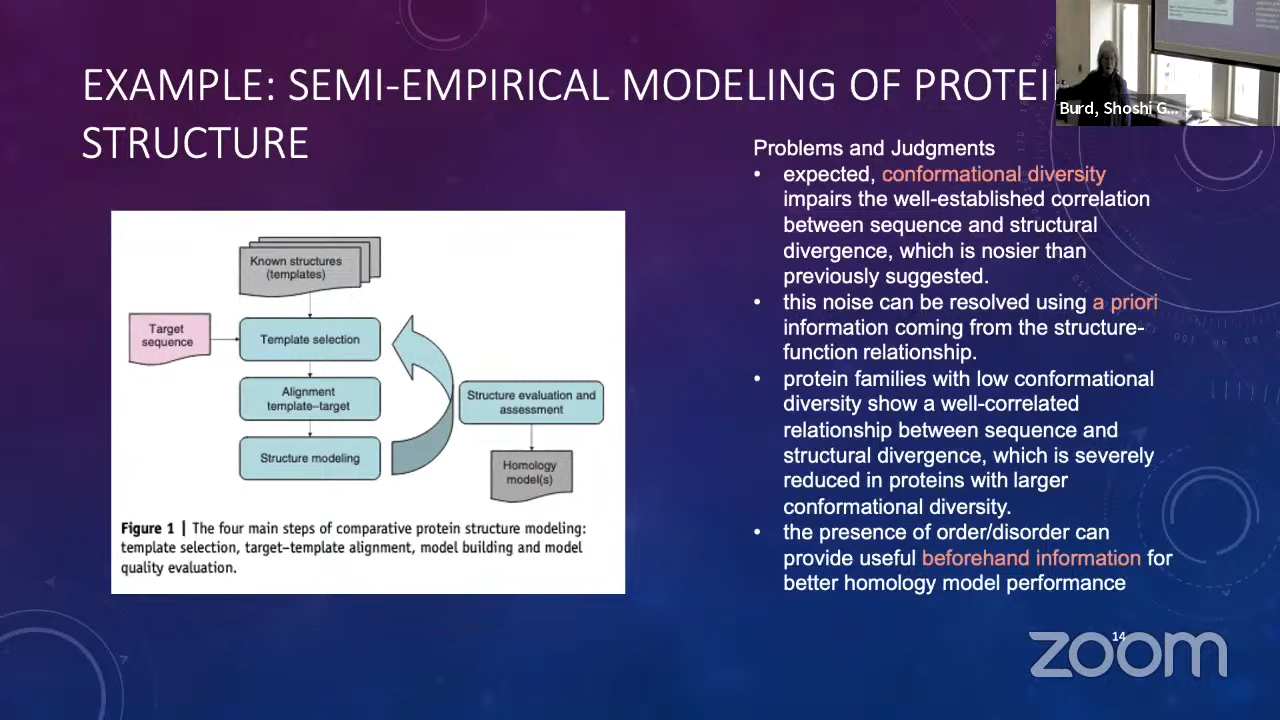 EXAMPLE: SEMI-EMPIRICAL MODELING OF PROTEI
STRUCTURE
Burd, Shoshi G...
Known structures
(templates)
Target
sequence
Template selection
Alignment
template–target
Structure modeling
Structure evaluation and
assessment
Homology
model(s)
Figure 1 | The four main steps of comparative protein structure modeling:
template selection, target–template alignment, model building and model
quality evaluation.
Problems and Judgments
• expected, conformational diversity
impairs the well-established correlation
between sequence and structural
divergence, which is nosier than
previously suggested.
• this noise can be resolved using a priori
information coming from the structure-
function relationship.
• protein families with low conformational
diversity show a well-correlated
relationship between sequence and
structural divergence, which is severely
reduced in proteins with larger
conformational diversity.
• the presence of order/disorder can
provide useful beforehand information for
better homology model performance
14
zoom